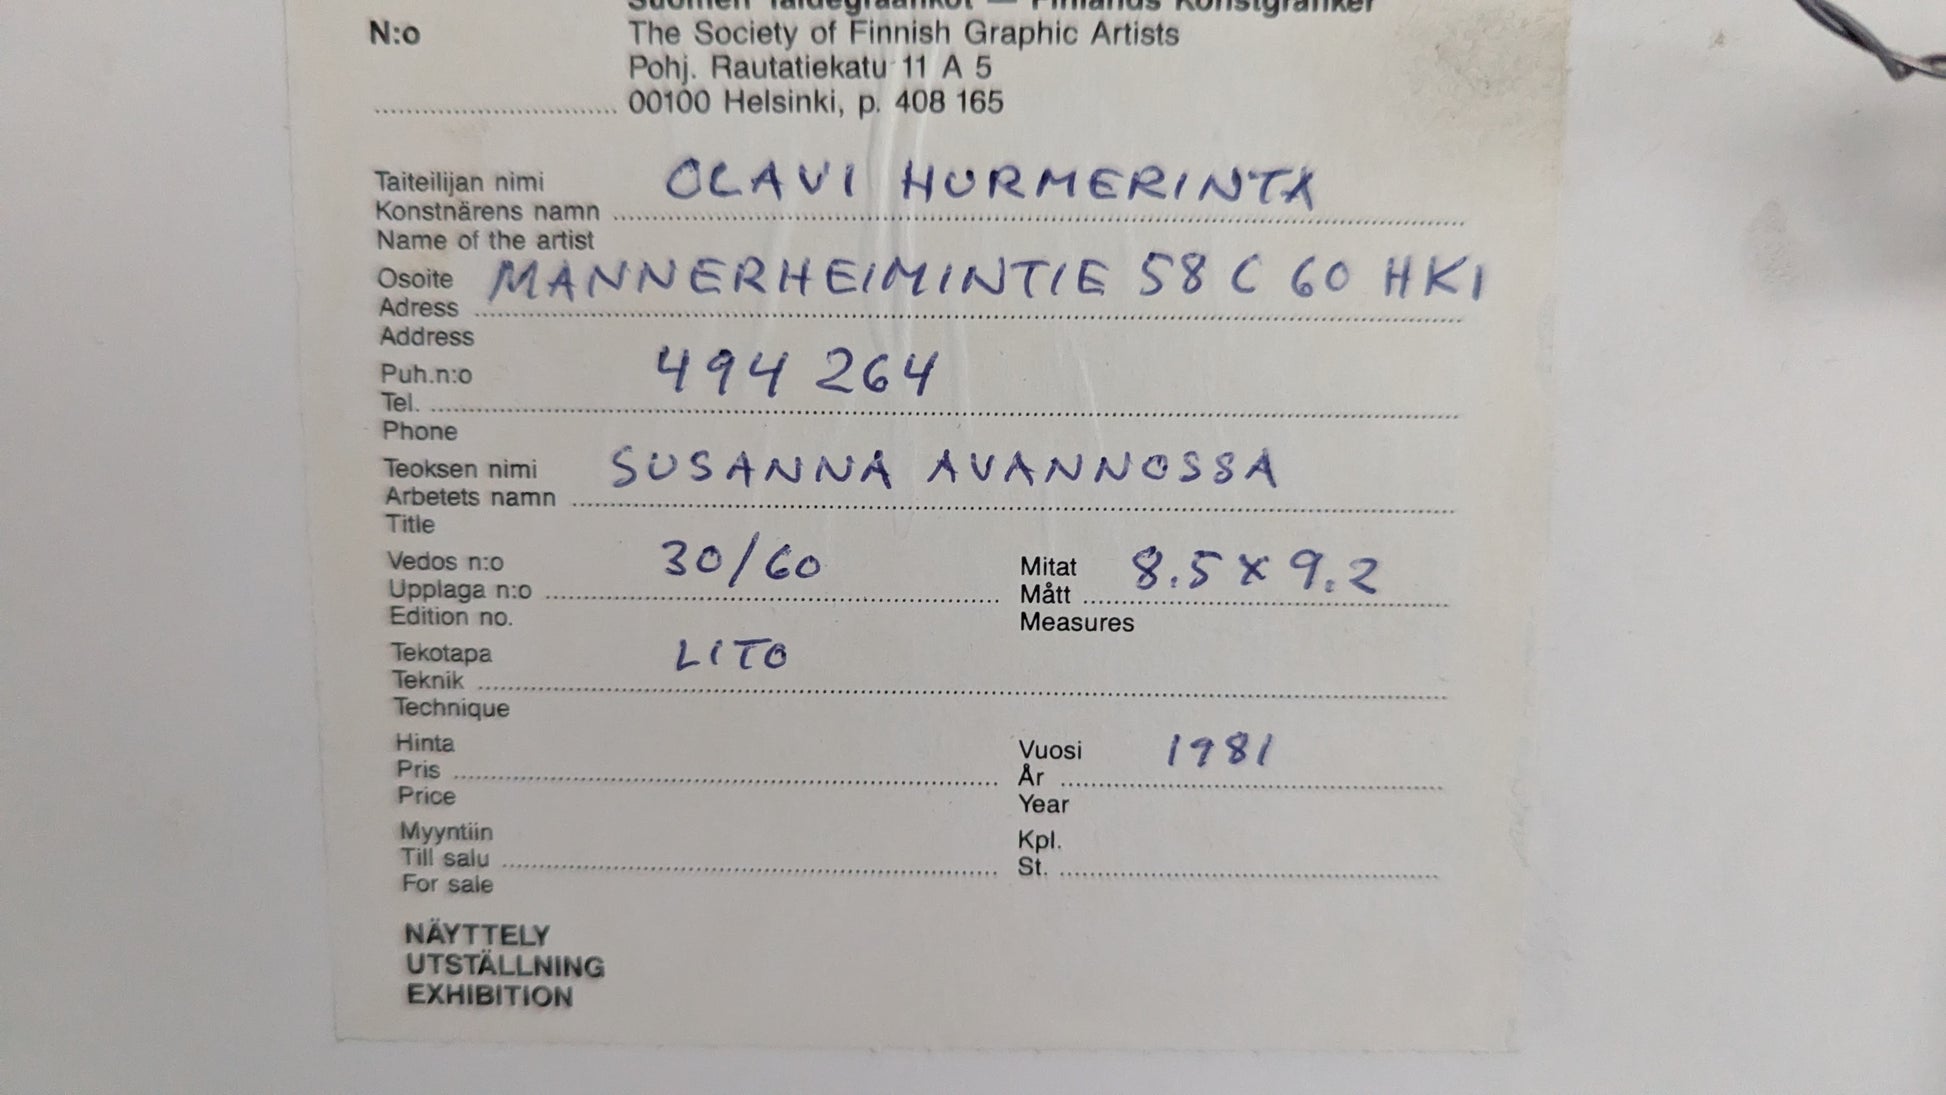 Suomen Taidegraafikot — Finlands Konstgrafiker
N:o The Society of Finnish Graphic Artists
Pohj. Rautatiekatu 11 A 5
00100 Helsinki, p. 408 165
Taiteilijan nimi OLAVI HURMERINTA
Konstnärens namn
Name of the artist
Osoite MANNERHEIMINTIE 58 C 60 HKI
Adress
Address
Puh.n:o 494 264
Tel.
Phone
Teoksen nimi SUSANNA AVANNOSSA
Arbetets namn
Title
Vedos n:o 30/60 Mitat 8.5 x 9.2
Upplaga n:o Mått
Edition no. Measures
Tekotapa LITO
Teknik
Technique
Hinta Vuosi 1981
Pris År
Price Year
Myyntiin Kpl.
Till salu St.
For sale
NÄYTTELY
UTSTÄLLNING
EXHIBITION